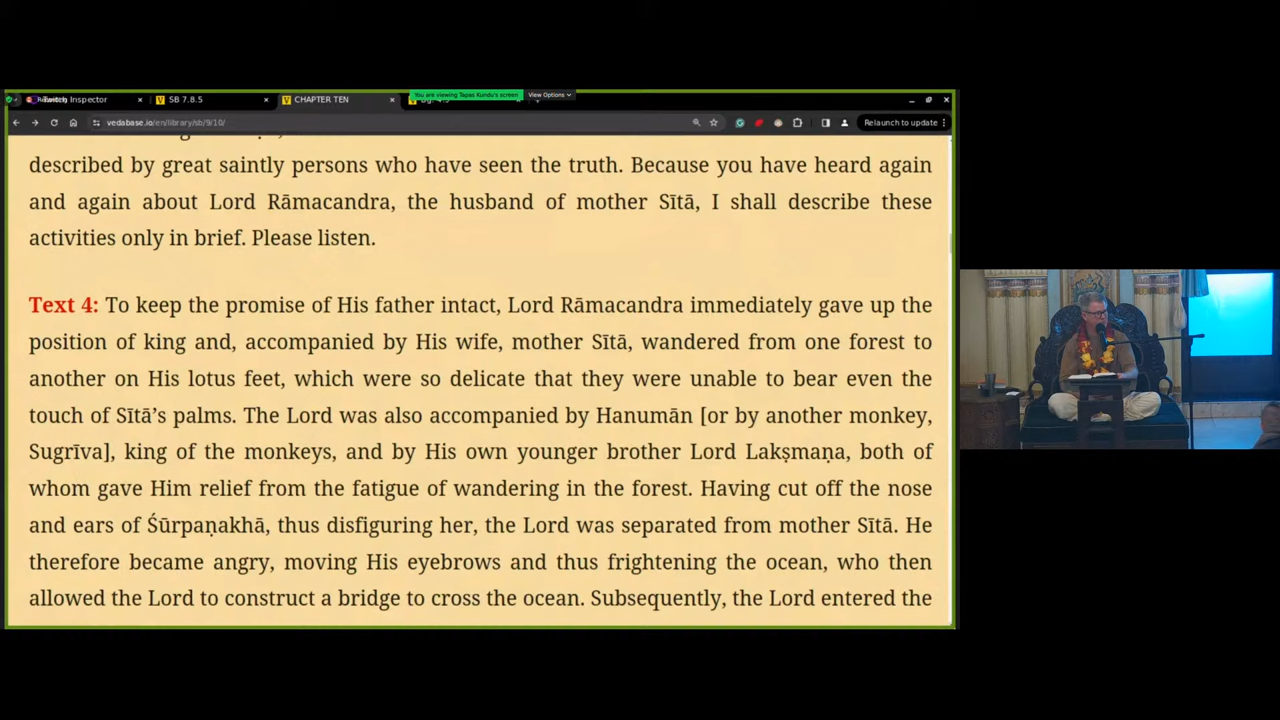 Twitch Inspector
SB 7.8.5
CHAPTER TEN
You are viewing Tapas Kundu's screen
View Options
vedabase.io/en/library/sb/9/10/
Relaunch to update
described by great saintly persons who have seen the truth. Because you have heard again
and again about Lord Rāmacandra, the husband of mother Sītā, I shall describe these
activities only in brief. Please listen.
Text 4: To keep the promise of His father intact, Lord Rāmacandra immediately gave up the
position of king and, accompanied by His wife, mother Sītā, wandered from one forest to
another on His lotus feet, which were so delicate that they were unable to bear even the
touch of Sītā’s palms. The Lord was also accompanied by Hanumān [or by another monkey,
Sugrīva], king of the monkeys, and by His own younger brother Lord Lakṣmaṇa, both of
whom gave Him relief from the fatigue of wandering in the forest. Having cut off the nose
and ears of Śūrpaṇakhā, thus disfiguring her, the Lord was separated from mother Sītā. He
therefore became angry, moving His eyebrows and thus frightening the ocean, who then
allowed the Lord to construct a bridge to cross the ocean. Subsequently, the Lord entered the